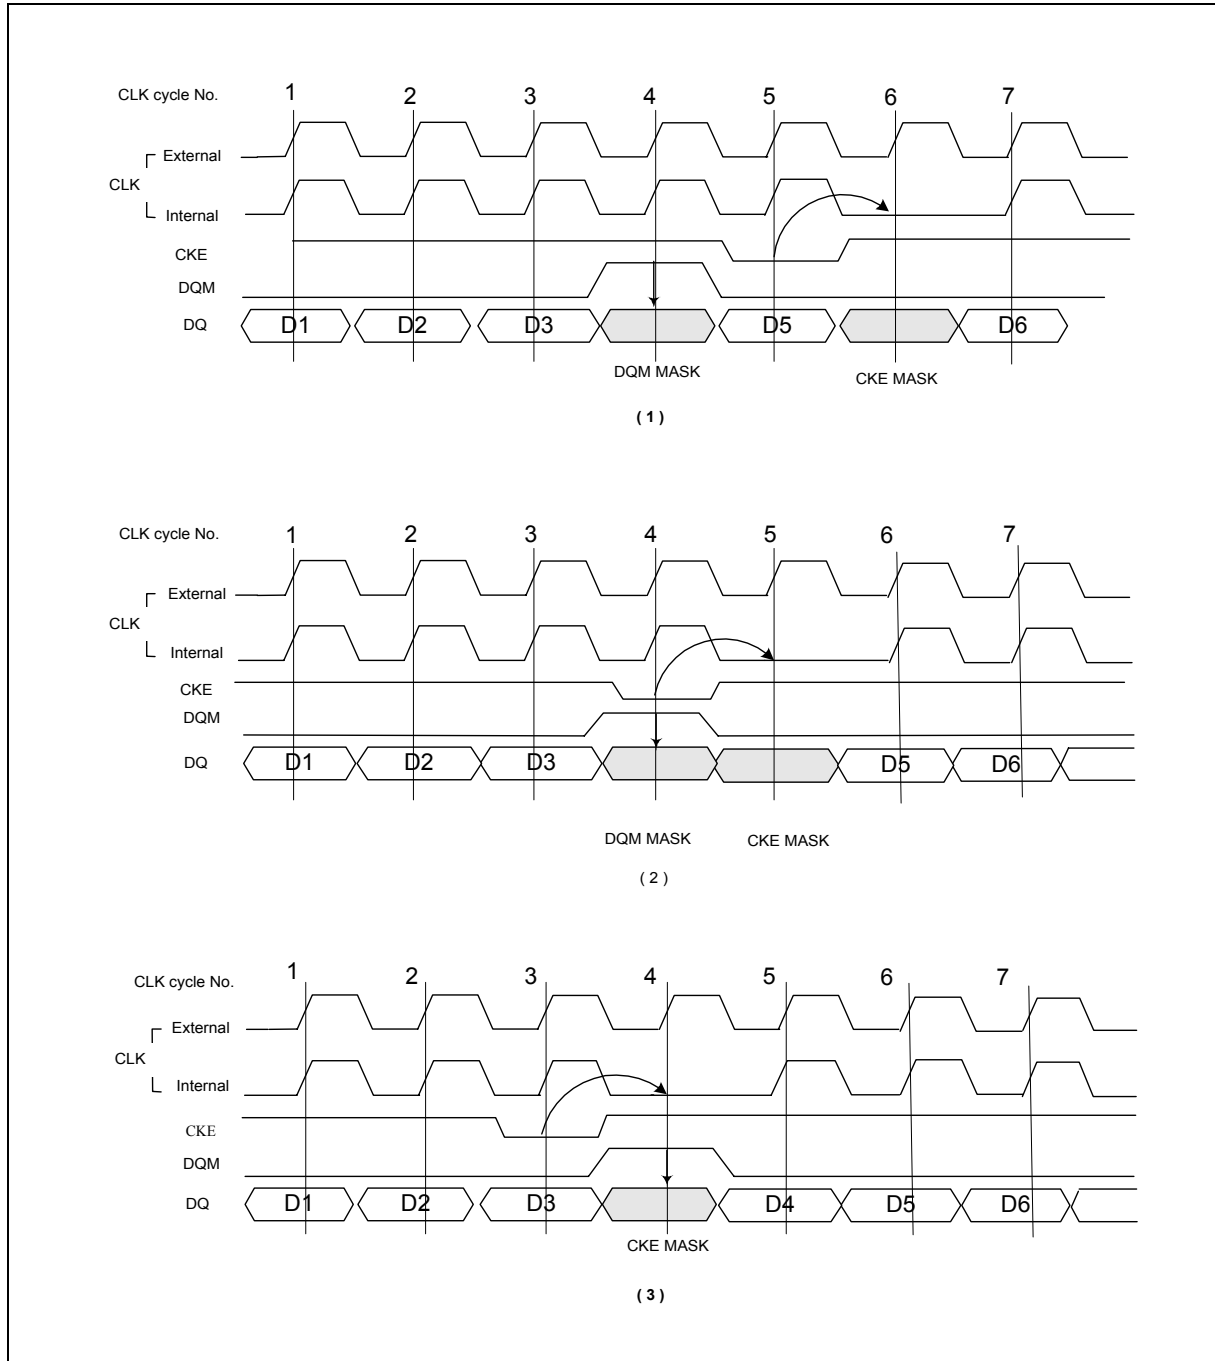 CLK cycle No. 1 2 3 4 5 6 7
External
CLK
Internal
CKE
DQM
DQ D1 D2 D3 D5 D6
DQM MASK CKE MASK
( 1 )
CLK cycle No. 1 2 3 4 5 6 7
External
CLK
Internal
CKE
DQM
DQ D1 D2 D3 D5 D6
DQM MASK CKE MASK
( 2 )
CLK cycle No. 1 2 3 4 5 6 7
External
CLK
Internal
CKE
DQM
DQ D1 D2 D3 D4 D5 D6
CKE MASK
( 3 )